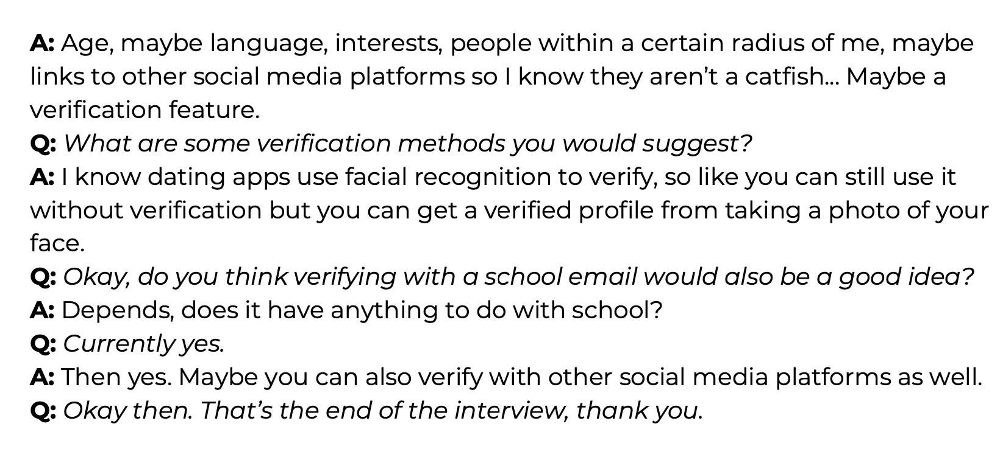 A: Age, maybe language, interests, people within a certain radius of me, maybe
links to other social media platforms so I know they aren’t a catfish... Maybe a
verification feature.
Q: What are some verification methods you would suggest?
A: I know dating apps use facial recognition to verify, so like you can still use it
without verification but you can get a verified profile from taking a photo of your
face.
Q: Okay, do you think verifying with a school email would also be a good idea?
A: Depends, does it have anything to do with school?
Q: Currently yes.
A: Then yes. Maybe you can also verify with other social media platforms as well.
Q: Okay then. That’s the end of the interview, thank you.